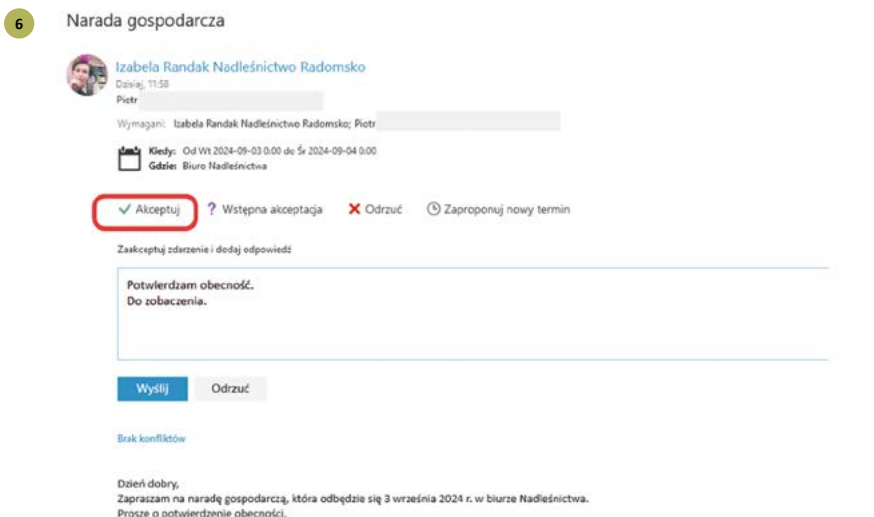 6
Narada gospodarcza
Izabela Randak Nadleśnictwo Radomsko
Dzisiaj, 11:58
Piotr
Wymagani: Izabela Randak Nadleśnictwo Radomsko; Piotr
Kiedy: Od Wt 2024-09-03 0:00 do Śr 2024-09-04 0:00
Gdzie: Biuro Nadleśnictwa
Akceptuj ? Wstępna akceptacja Odrzuć Zaproponuj nowy termin
Zaakceptuj zdarzenie i dodaj odpowiedź
Potwierdzam obecność.
Do zobaczenia.
Wyślij Odrzuć
Brak konfliktów
Dzień dobry,
Zapraszam na naradę gospodarczą, która odbędzie się 3 września 2024 r. w biurze Nadleśnictwa.
Proszę o potwierdzenie obecności.